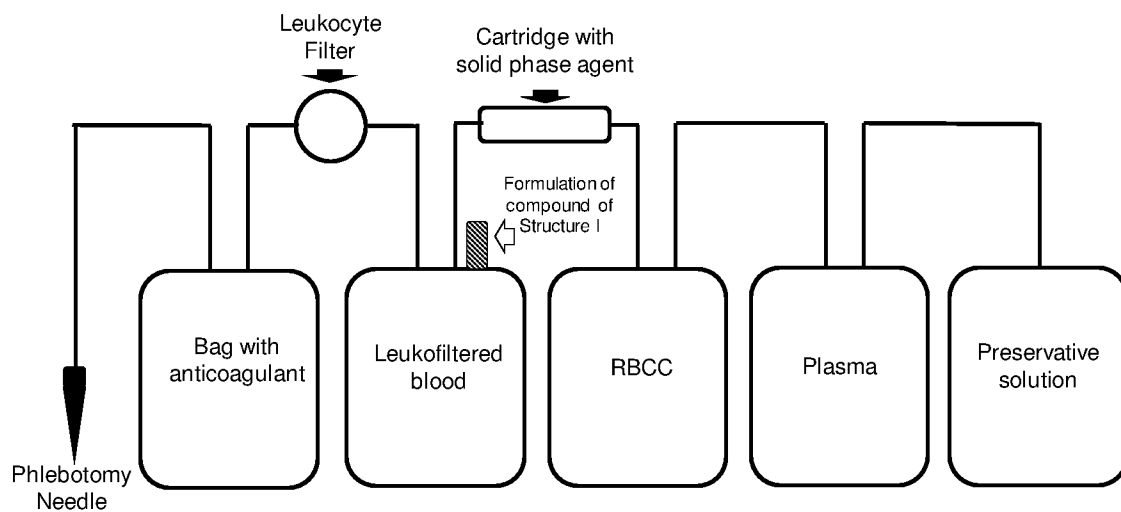 Leukocyte
Filter
Cartridge with
solid phase agent
Formulation of
compound of
Structure I
Bag with
anticoagulant
Leukofiltered
blood
RBCC
Plasma
Preservative
solution
Phlebotomy
Needle